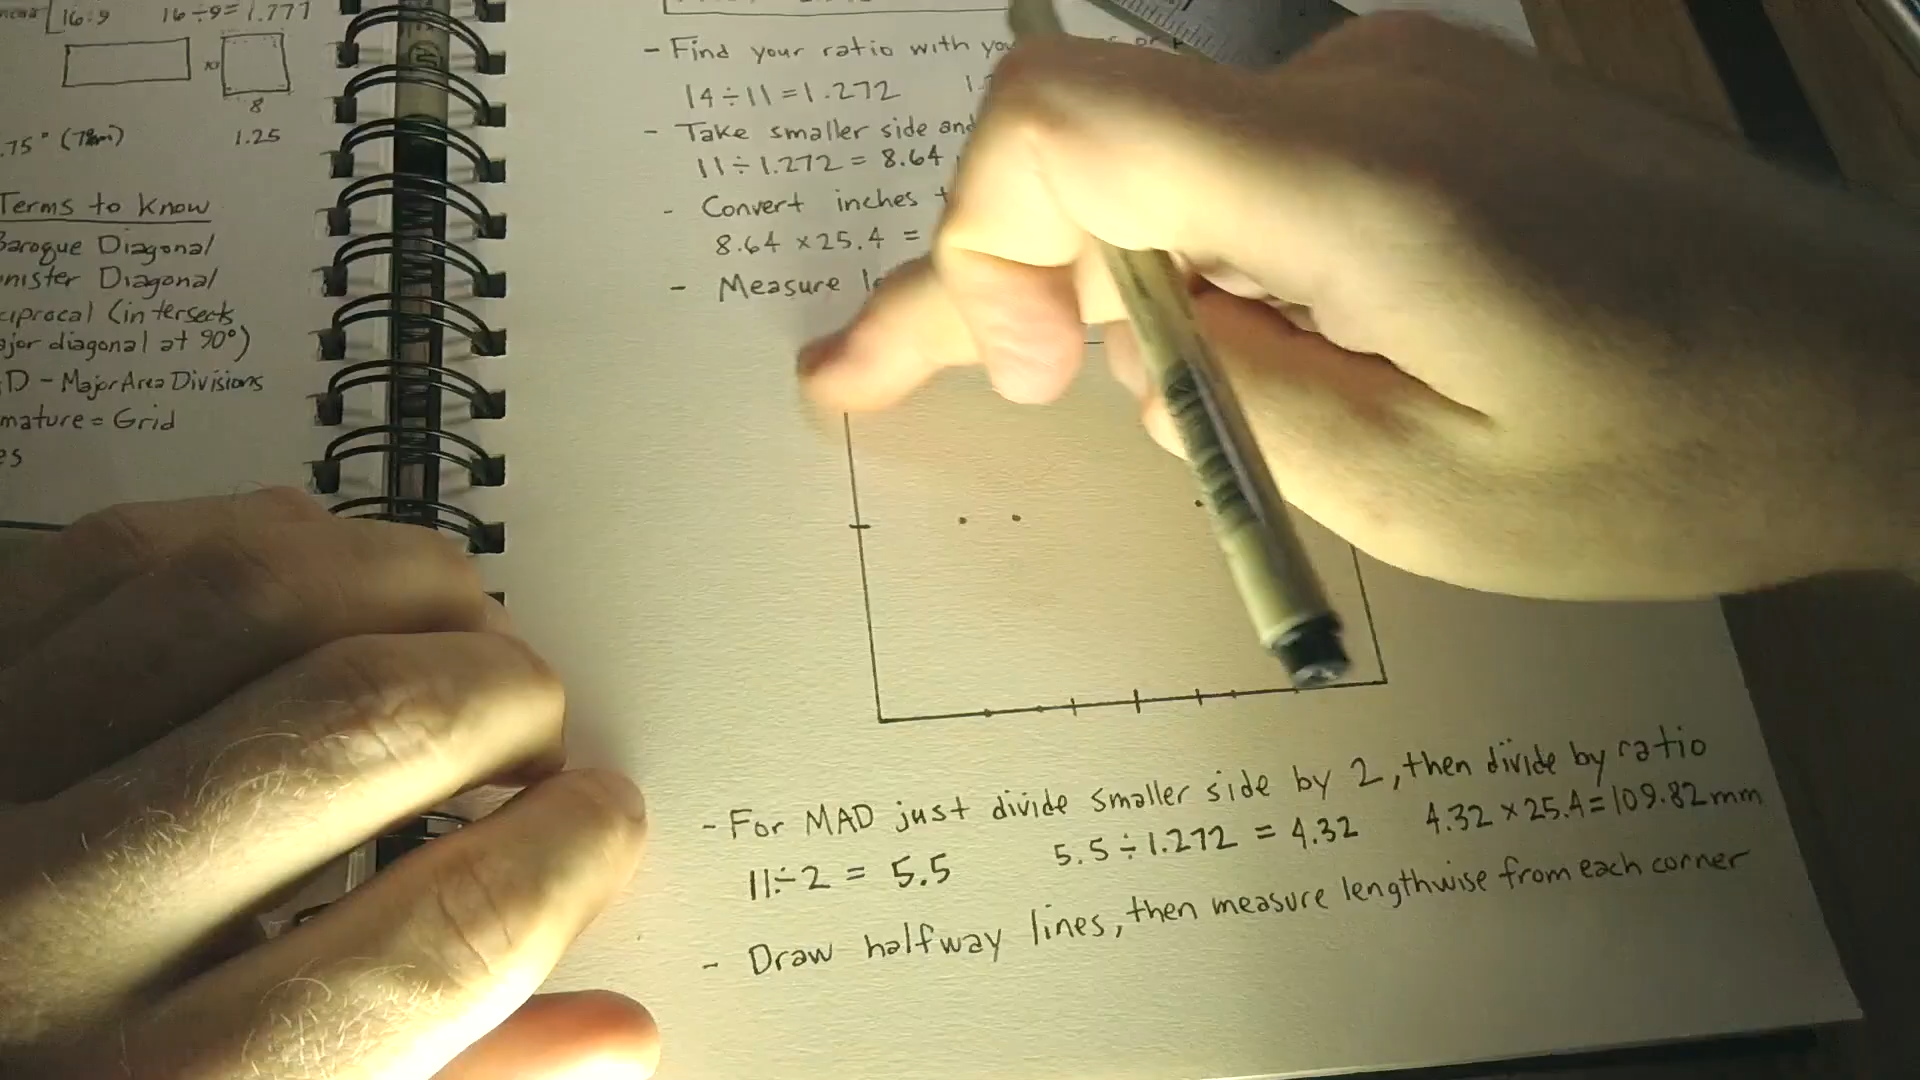 16:9 16÷9=1.777
8
.75" (78mm) 1.25
Terms to know
Baroque Diagonal
nister Diagonal
ciprocal (intersects
ajor diagonal at 90°)
D - Major Area Divisions
mature = Grid
es
- Find your ratio with you or
14÷11=1.272
- Take smaller side and
11÷1.272 = 8.64
- Convert inches t
8.64 ×25.4 =
- Measure le
- For MAD just divide smaller side by 2, then divide by ratio
11÷2 = 5.5 5.5÷1.272 = 4.32 4.32 ×25.4=109.82mm
- Draw halfway lines, then measure lengthwise from each corner